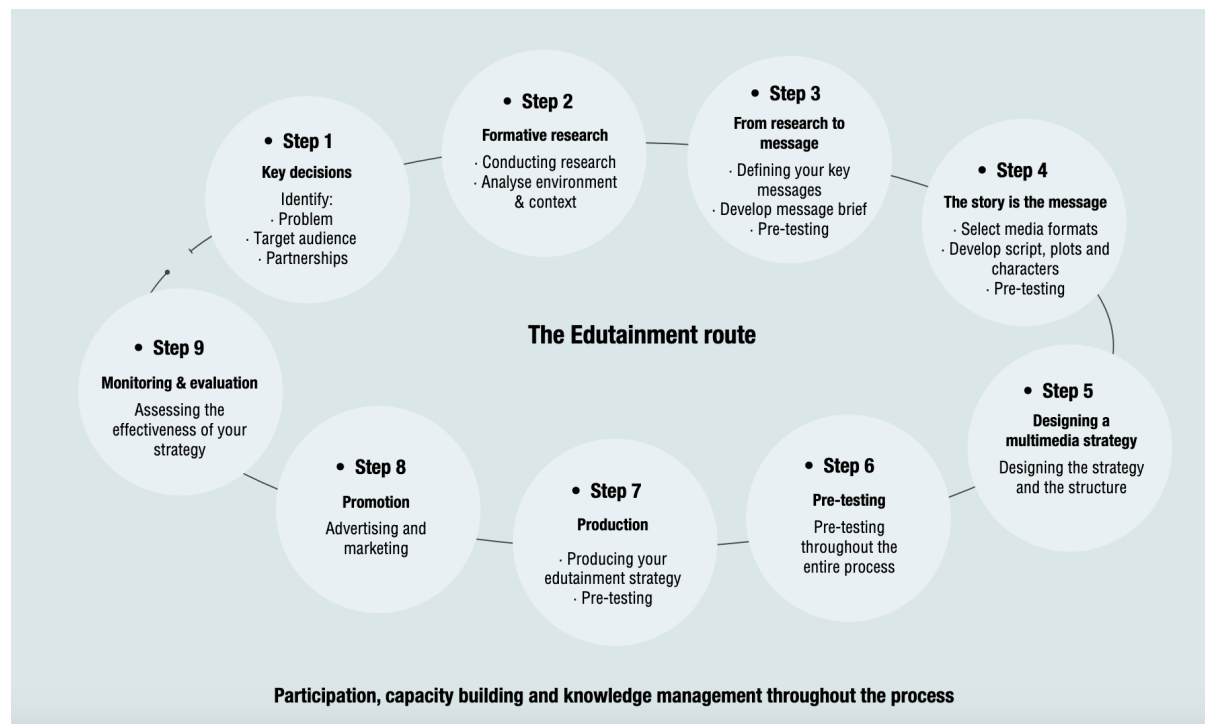 • Step 1
Key decisions
Identify:
· Problem
· Target audience
· Partnerships
• Step 2
Formative research
· Conducting research
· Analyse environment
& context
• Step 3
From research to
message
· Defining your key
messages
· Develop message brief
· Pre-testing
• Step 4
The story is the message
· Select media formats
· Develop script, plots and
characters
· Pre-testing
The Edutainment route
• Step 5
Designing a
multimedia strategy
Designing the strategy
and the structure
• Step 6
Pre-testing
Pre-testing
throughout the
entire process
• Step 7
Production
· Producing your
edutainment strategy
· Pre-testing
• Step 8
Promotion
Advertising and
marketing
• Step 9
Monitoring & evaluation
Assessing the
effectiveness of your
strategy
Participation, capacity building and knowledge management throughout the process